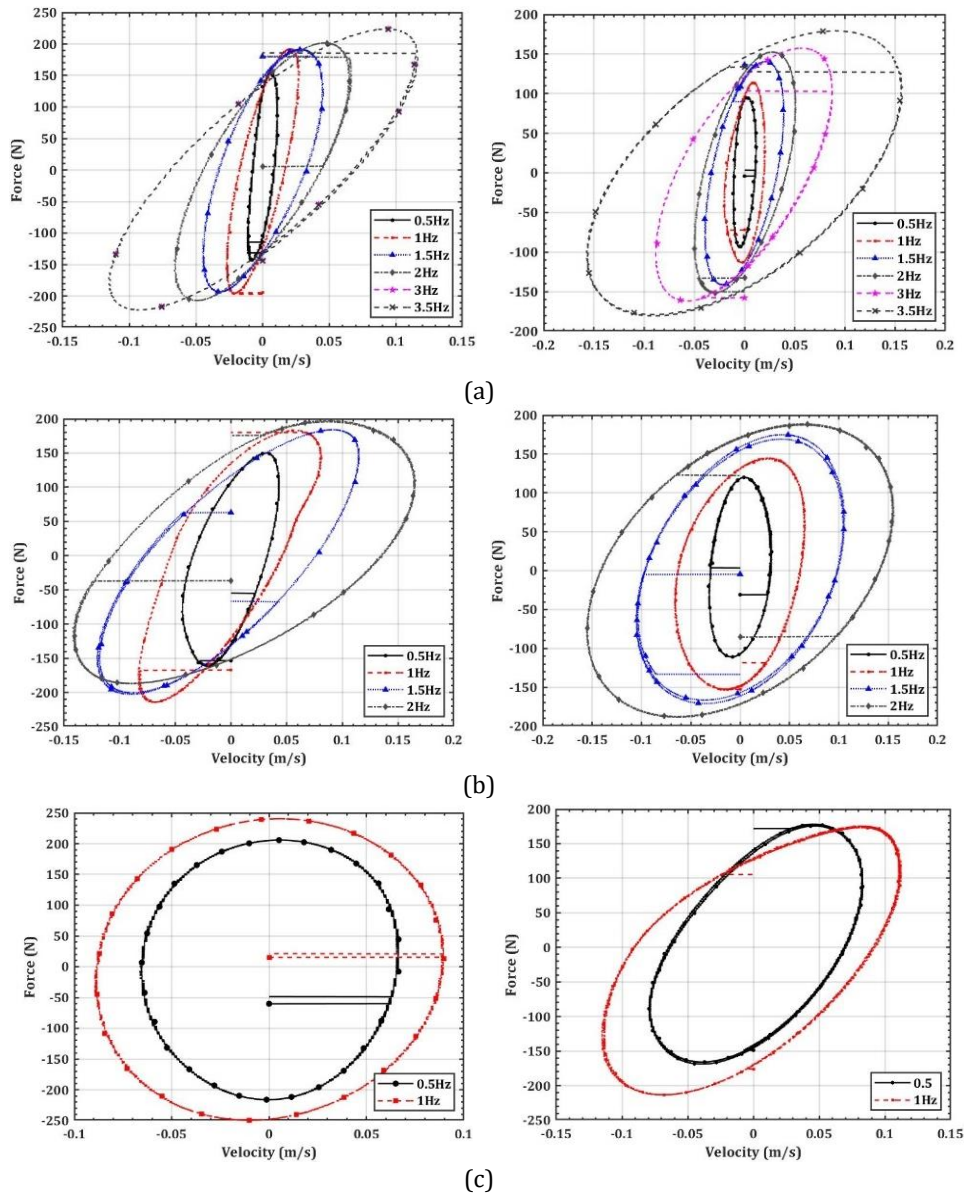 250
200
150
100
50
0
-50
-100
-150
-200
-250
Force (N)
-0.15 -0.1 -0.05 0 0.05 0.1 0.15
Velocity (m/s)
0.5Hz
1Hz
1.5Hz
2Hz
3Hz
3.5Hz
200
150
100
50
0
-50
-100
-150
-200
Force (N)
-0.2 -0.15 -0.1 -0.05 0 0.05 0.1 0.15 0.2
Velocity (m/s)
0.5Hz
1Hz
1.5Hz
2Hz
3Hz
3.5Hz
(a)
200
150
100
50
0
-50
-100
-150
-200
-250
Force (N)
-0.15 -0.1 -0.05 0 0.05 0.1 0.15 0.2
Velocity (m/s)
0.5Hz
1Hz
1.5Hz
2Hz
200
150
100
50
0
-50
-100
-150
-200
Force (N)
-0.2 -0.15 -0.1 -0.05 0 0.05 0.1 0.15 0.2
Velocity (m/s)
0.5Hz
1Hz
1.5Hz
2Hz
(b)
250
200
150
100
50
0
-50
-100
-150
-200
-250
Force (N)
-0.1 -0.05 0 0.05 0.1
Velocity (m/s)
0.5Hz
1Hz
200
150
100
50
0
-50
-100
-150
-200
-250
Force (N)
-0.15 -0.1 -0.05 0 0.05 0.1 0.15
Velocity (m/s)
0.5
1Hz
(c)